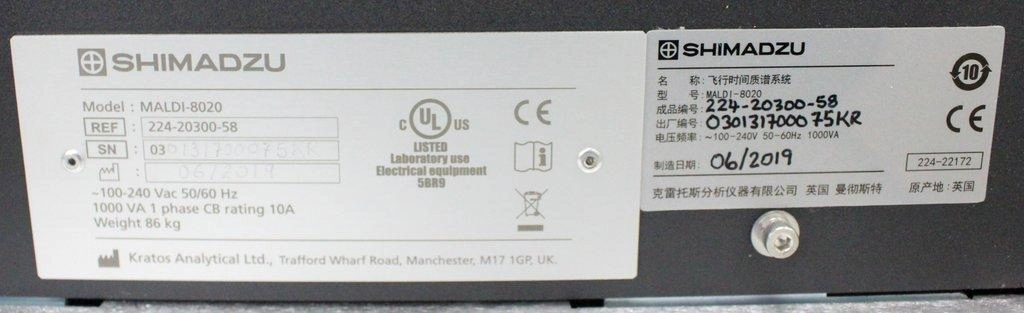 SHIMADZU
Model : MALDI-8020
REF : 224-20300-58
SN : 030131700075KR
: 06/2019
~100-240 Vac 50/60 Hz
1000 VA 1 phase CB rating 10A
Weight 86 kg
Kratos Analytical Ltd., Trafford Wharf Road, Manchester, M17 1GP, UK.
C UL US
LISTED
Laboratory use
Electrical equipment
5BR9
CE
SHIMADZU
名 称: 飞行时间质谱系统
型 号: MALDI-8020
成品编号: 224-20300-58
出厂编号: 030131700075KR
电压频率: ~100-240V 50-60Hz 1000VA
制造日期: 06/2019
克雷托斯分析仪器有限公司 英国 曼彻斯特
10
CE
224-22172
原产地: 英国